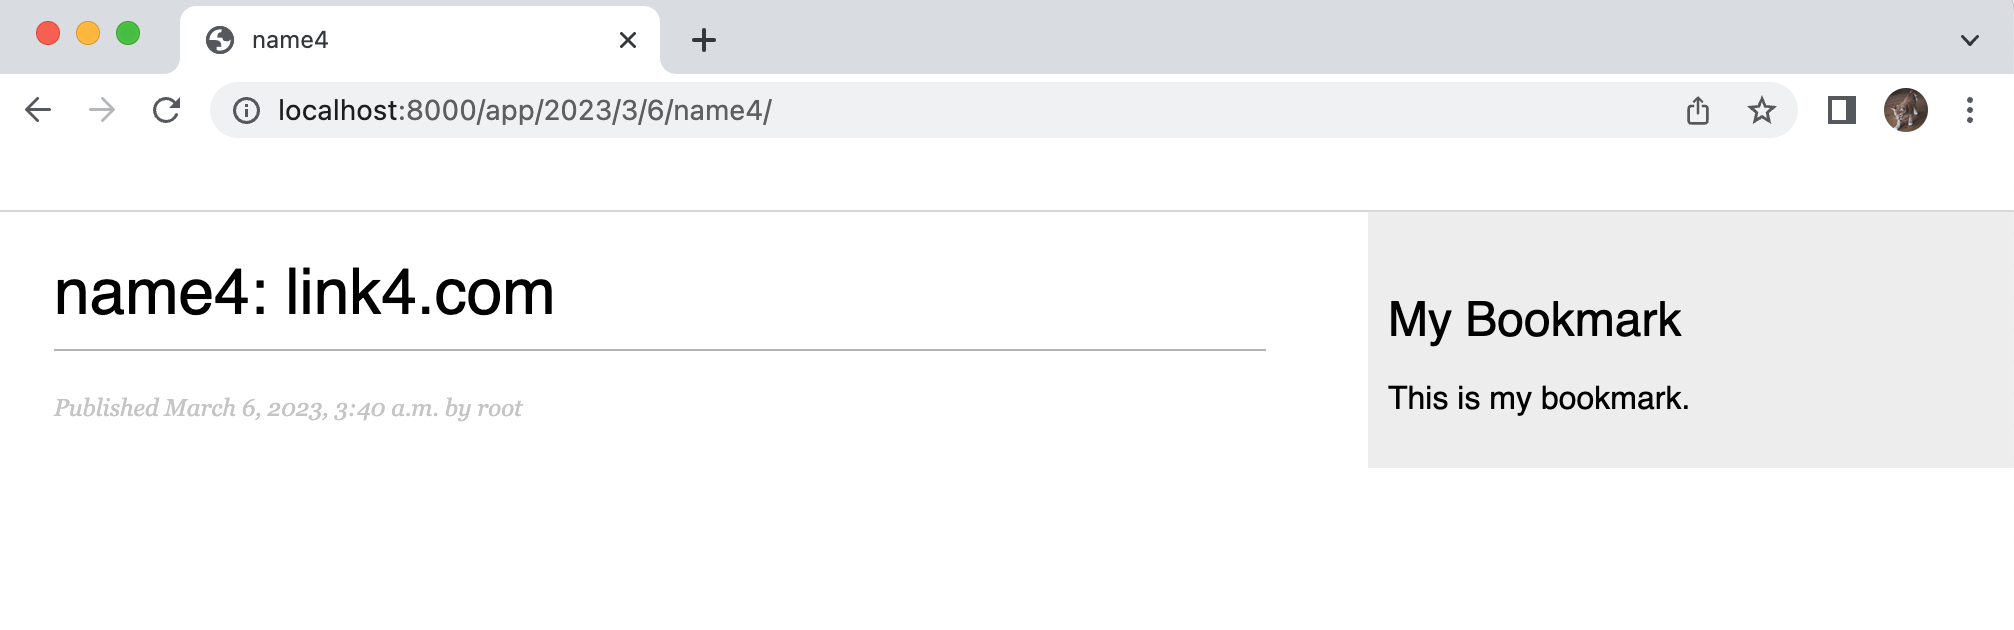 name4
localhost:8000/app/2023/3/6/name4/
name4: link4.com
Published March 6, 2023, 3:40 a.m. by root
My Bookmark
This is my bookmark.